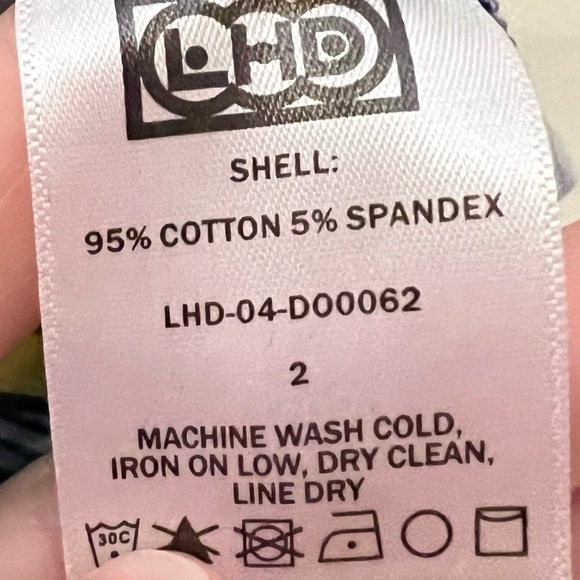 LHD
SHELL:
95% COTTON 5% SPANDEX
LHD-04-DO0062
2
MACHINE WASH COLD,
IRON ON LOW, DRY CLEAN,
LINE DRY
30C